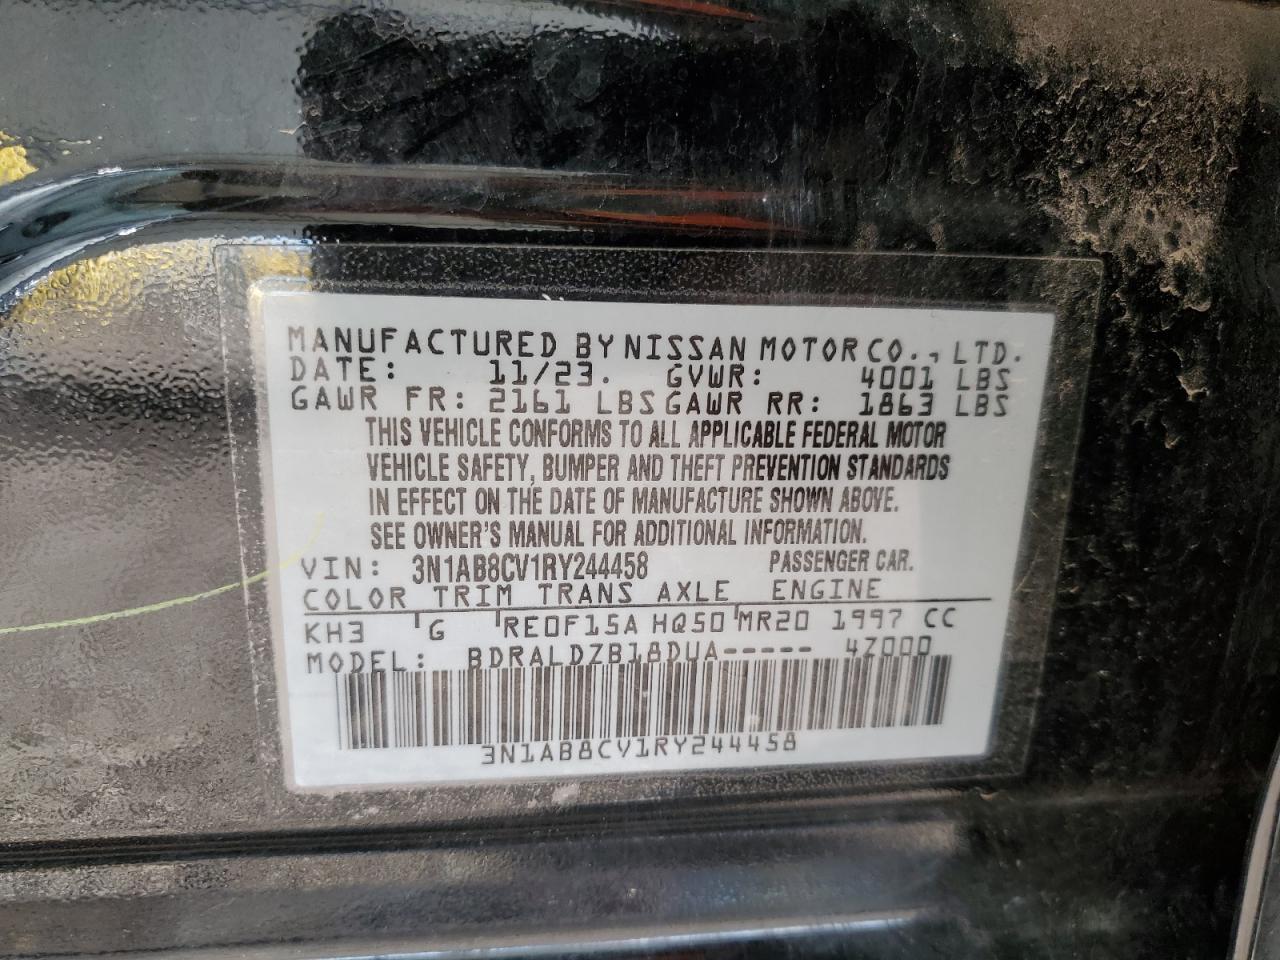 MANUFACTURED BY NISSAN MOTOR CO., LTD.
DATE: 11/23. GVWR: 4001 LBS
GAWR FR: 2161 LBS GAWR RR: 1863 LBS
THIS VEHICLE CONFORMS TO ALL APPLICABLE FEDERAL MOTOR
VEHICLE SAFETY, BUMPER AND THEFT PREVENTION STANDARDS
IN EFFECT ON THE DATE OF MANUFACTURE SHOWN ABOVE.
SEE OWNER'S MANUAL FOR ADDITIONAL INFORMATION.
VIN: 3N1AB8CV1RY244458 PASSENGER CAR.
COLOR TRIM TRANS AXLE ENGINE
KH3 G RE0F15A HQ50 MR20 1997 CC
MODEL: BDRALDZB18DUA----- 4Z000
3N1AB8CV1RY244458